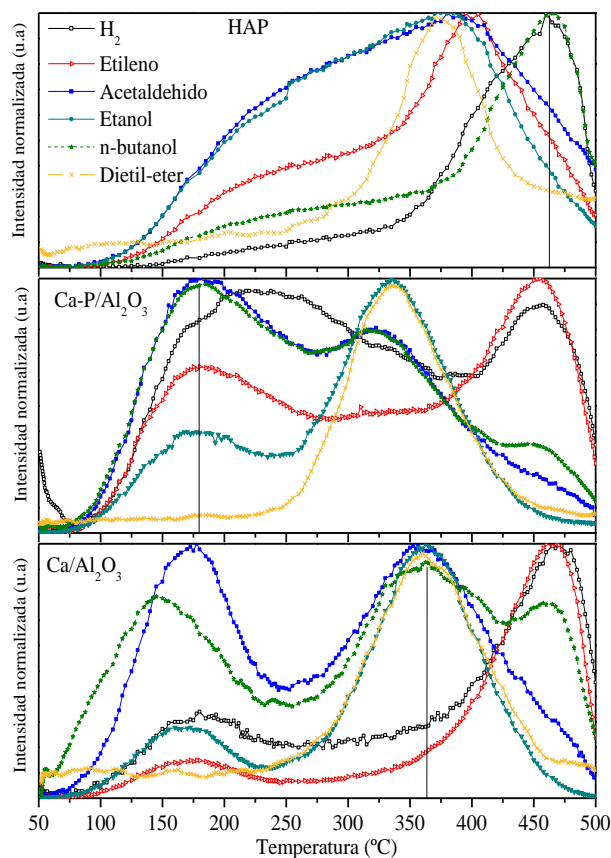 HAP
H₂
Etileno
Acetaldehido
Etanol
n-butanol
Dietil-eter
Intensidad normalizada (u.a)
Ca-P/Al₂O₃
Intensidad normalizada (u.a)
Ca/Al₂O₃
Intensidad normalizada (u.a)
50 100 150 200 250 300 350 400 450 500
Temperatura (ºC)